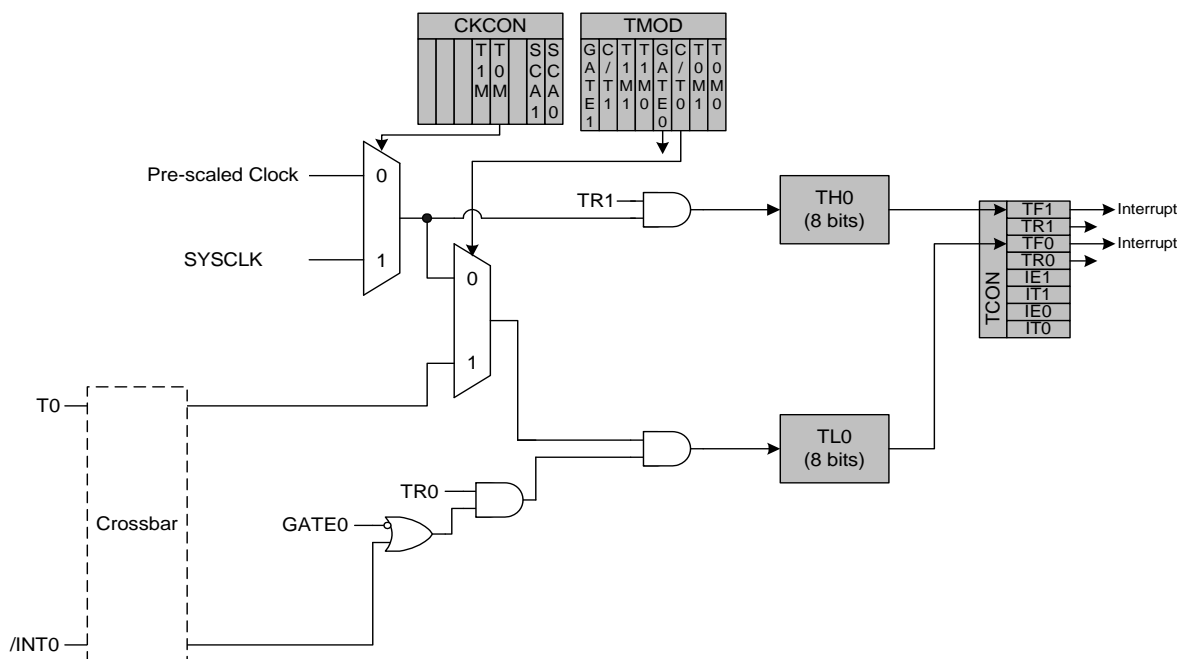 CKCON
T1M
T0M
SCA1
SCA0
TMOD
GATE1
C/T1
T1M1
T1M0
GATE0
C/T0
T0M1
T0M0
Pre-scaled Clock
0
SYSCLK
1
0
1
TR1
TH0
(8 bits)
TCON
TF1
TR1
TF0
TR0
IE1
IT1
IE0
IT0
Interrupt
Interrupt
T0
Crossbar
/INT0
TR0
GATE0
TL0
(8 bits)